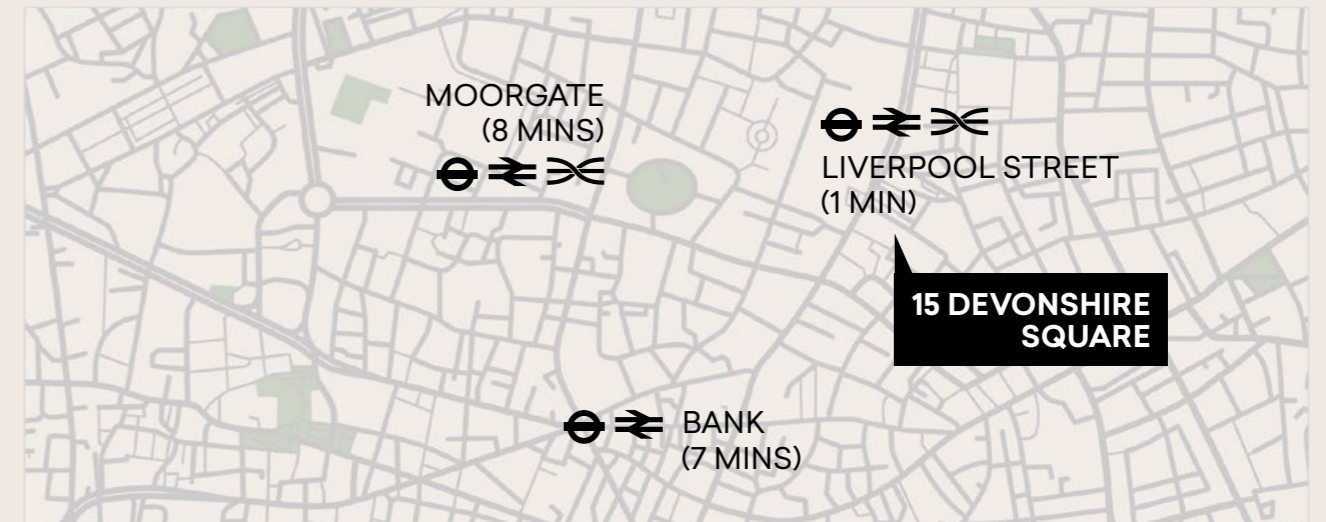 MOORGATE
(8 MINS)
LIVERPOOL STREET
(1 MIN)
15 DEVONSHIRE
SQUARE
BANK
(7 MINS)